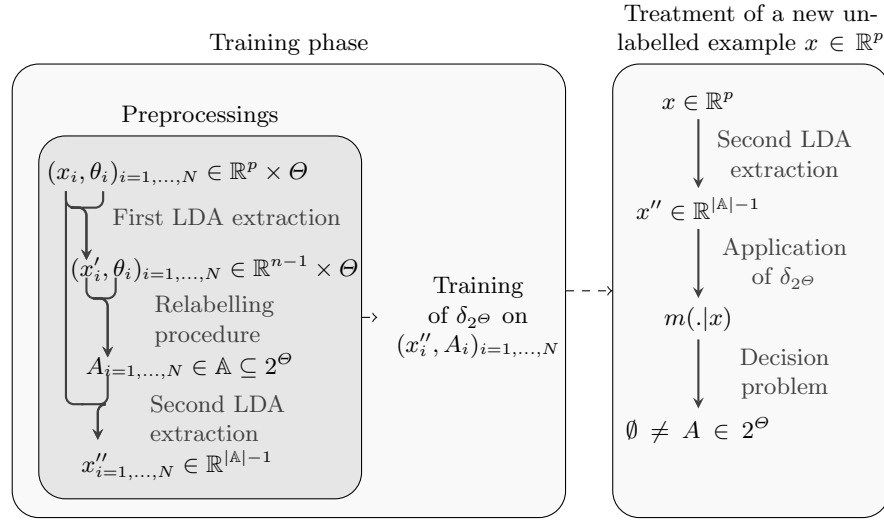 Training phase
Preprocessings
(x_i, θ_i)_{i=1,...,N} ∈ ℝ^p × Θ
First LDA extraction
(x'_i, θ_i)_{i=1,...,N} ∈ ℝ^{n−1} × Θ
Relabelling
procedure
A_{i=1,...,N} ∈ 𝔸 ⊆ 2^Θ
Second LDA
extraction
x''_{i=1,...,N} ∈ ℝ^{|𝔸|−1}
Training
of δ_{2^Θ} on
(x''_i, A_i)_{i=1,...,N}
Treatment of a new un-
labelled example x ∈ ℝ^p
x ∈ ℝ^p
Second LDA
extraction
x'' ∈ ℝ^{|𝔸|−1}
Application
of δ_{2^Θ}
m(.|x)
Decision
problem
∅ ≠ A ∈ 2^Θ